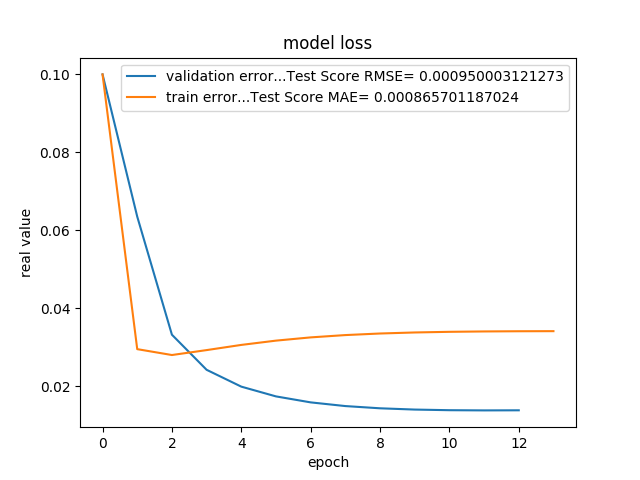 model loss
validation error...Test Score RMSE= 0.000950003121273
train error...Test Score MAE= 0.000865701187024
real value
0.10
0.08
0.06
0.04
0.02
0 2 4 6 8 10 12
epoch